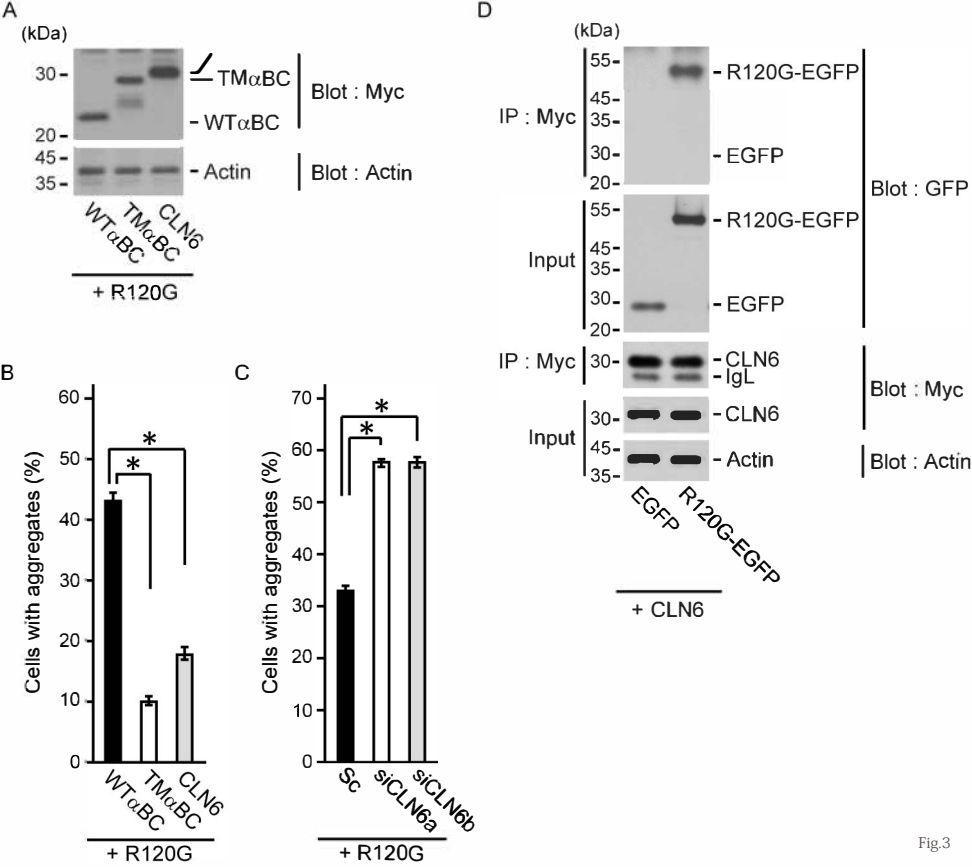 A
(kDa)
30
20
45
35
TMαBC
WTαBC
Actin
Blot : Myc
Blot : Actin
WTαBC
TMαBC
CLN6
+ R120G
B
Cells with aggregates (%)
60
50
40
30
20
10
0
*
*
WTαBC
TMαBC
CLN6
+ R120G
C
Cells with aggregates (%)
70
60
50
40
30
20
10
0
*
*
Sc
siCLN6a
siCLN6b
+ R120G
D
(kDa)
IP : Myc
55
45
35
30
20
R120G-EGFP
EGFP
Input
55
45
35
30
20
R120G-EGFP
EGFP
Blot : GFP
IP : Myc
30
CLN6
IgL
Input
30
CLN6
Blot : Myc
45
35
Actin
Blot : Actin
EGFP
R120G-EGFP
+ CLN6
Fig.3